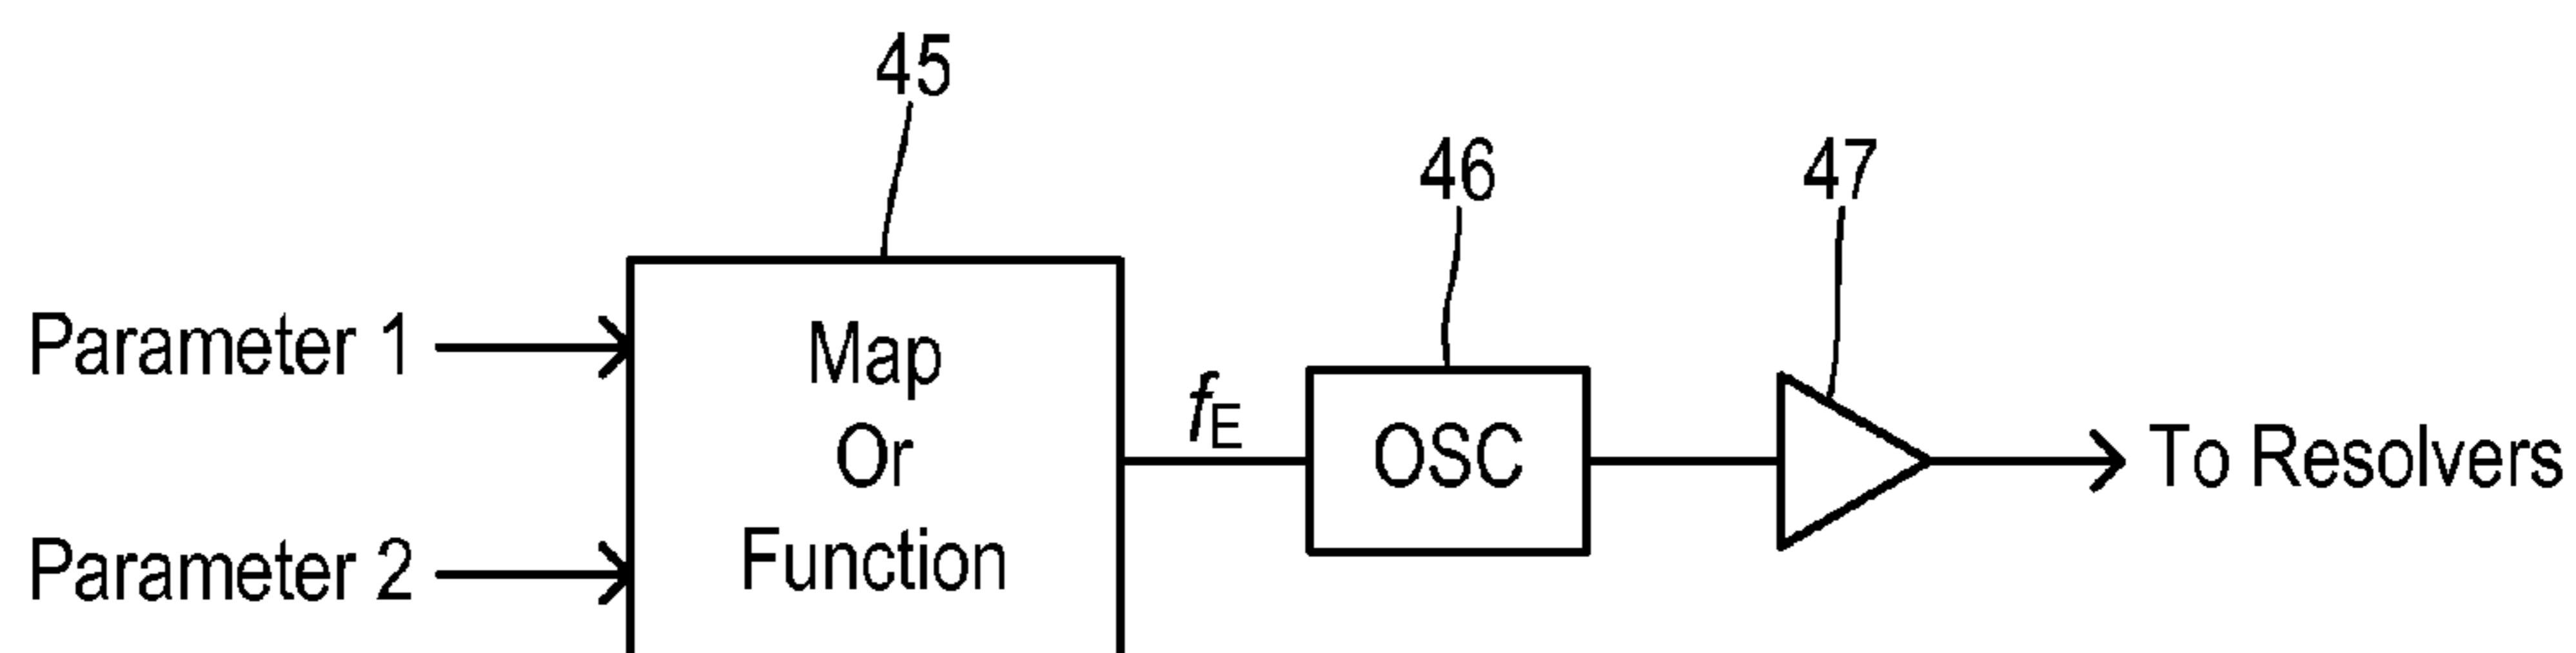 45
46
47
Parameter 1
Map
Or
Function
Parameter 2
fE
OSC
To Resolvers